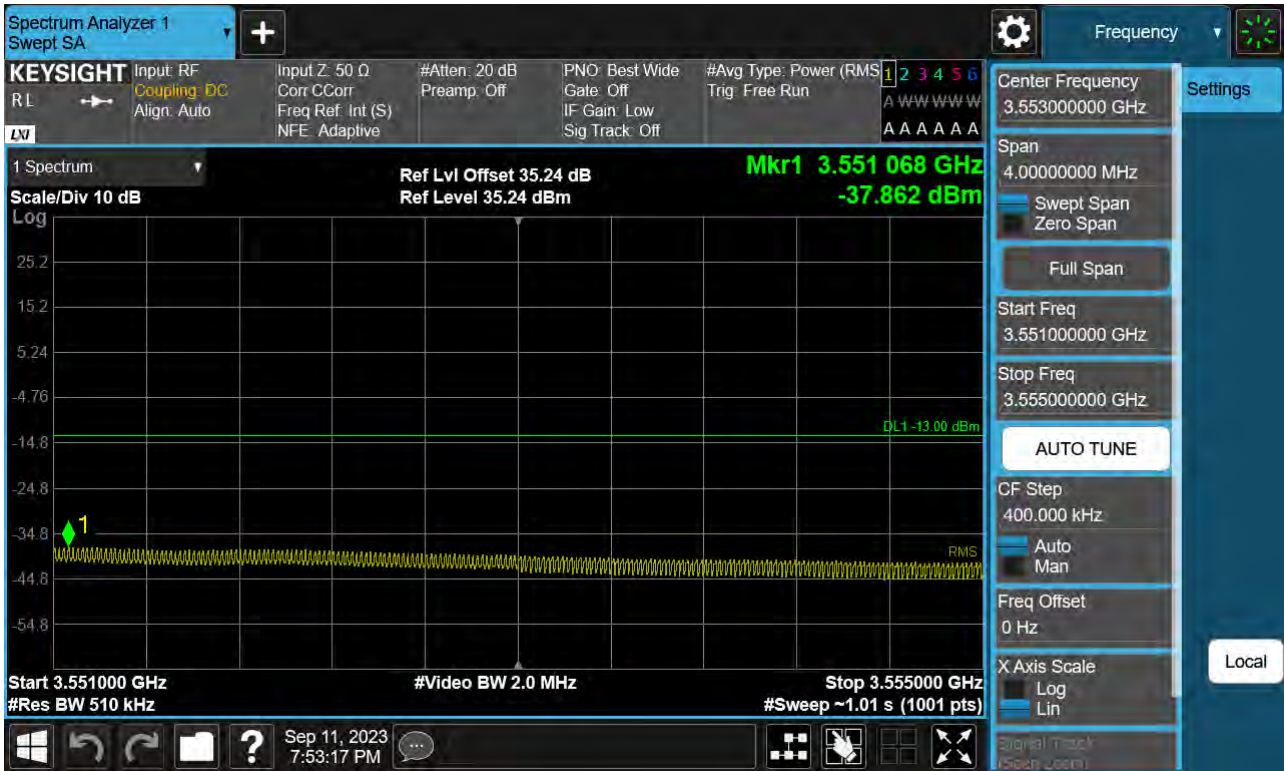 Spectrum Analyzer 1
Swept SA
+
Frequency
KEYSIGHT
RL
LXI
Input: RF
Coupling: DC
Align: Auto
Input Z: 50 Ω
Corr CCorr
Freq Ref: Int (S)
NFE: Adaptive
#Atten: 20 dB
Preamp: Off
PNO: Best Wide
Gate: Off
IF Gain: Low
Sig Track: Off
#Avg Type: Power (RMS
Trig: Free Run
1 2 3 4 5 6
A W W W W W
A A A A A A
1 Spectrum
Scale/Div 10 dB
Log
Ref Lvl Offset 35.24 dB
Ref Level 35.24 dBm
Mkr1 3.551 068 GHz
-37.862 dBm
25.2
15.2
5.24
-4.76
-14.8
-24.8
-34.8
-44.8
-54.8
DL1 -13.00 dBm
1
RMS
Start 3.551000 GHz
#Res BW 510 kHz
#Video BW 2.0 MHz
Stop 3.555000 GHz
#Sweep ~1.01 s (1001 pts)
Center Frequency
3.553000000 GHz
Span
4.00000000 MHz
Swept Span
Zero Span
Full Span
Start Freq
3.551000000 GHz
Stop Freq
3.555000000 GHz
AUTO TUNE
CF Step
400.000 kHz
Auto
Man
Freq Offset
0 Hz
X Axis Scale
Log
Lin
Signal Track
(Span Zoom)
Settings
Local
?
Sep 11, 2023
7:53:17 PM